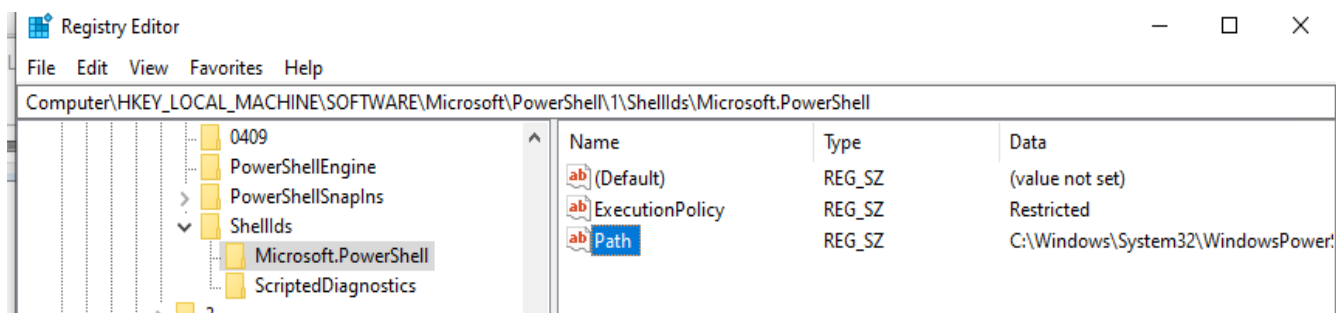 Registry Editor
File Edit View Favorites Help
Computer\HKEY_LOCAL_MACHINE\SOFTWARE\Microsoft\PowerShell\1\ShellIds\Microsoft.PowerShell
0409
PowerShellEngine
PowerShellSnapIns
ShellIds
Microsoft.PowerShell
ScriptedDiagnostics
Name Type Data
(Default) REG_SZ (value not set)
ExecutionPolicy REG_SZ Restricted
Path REG_SZ C:\Windows\System32\WindowsPower